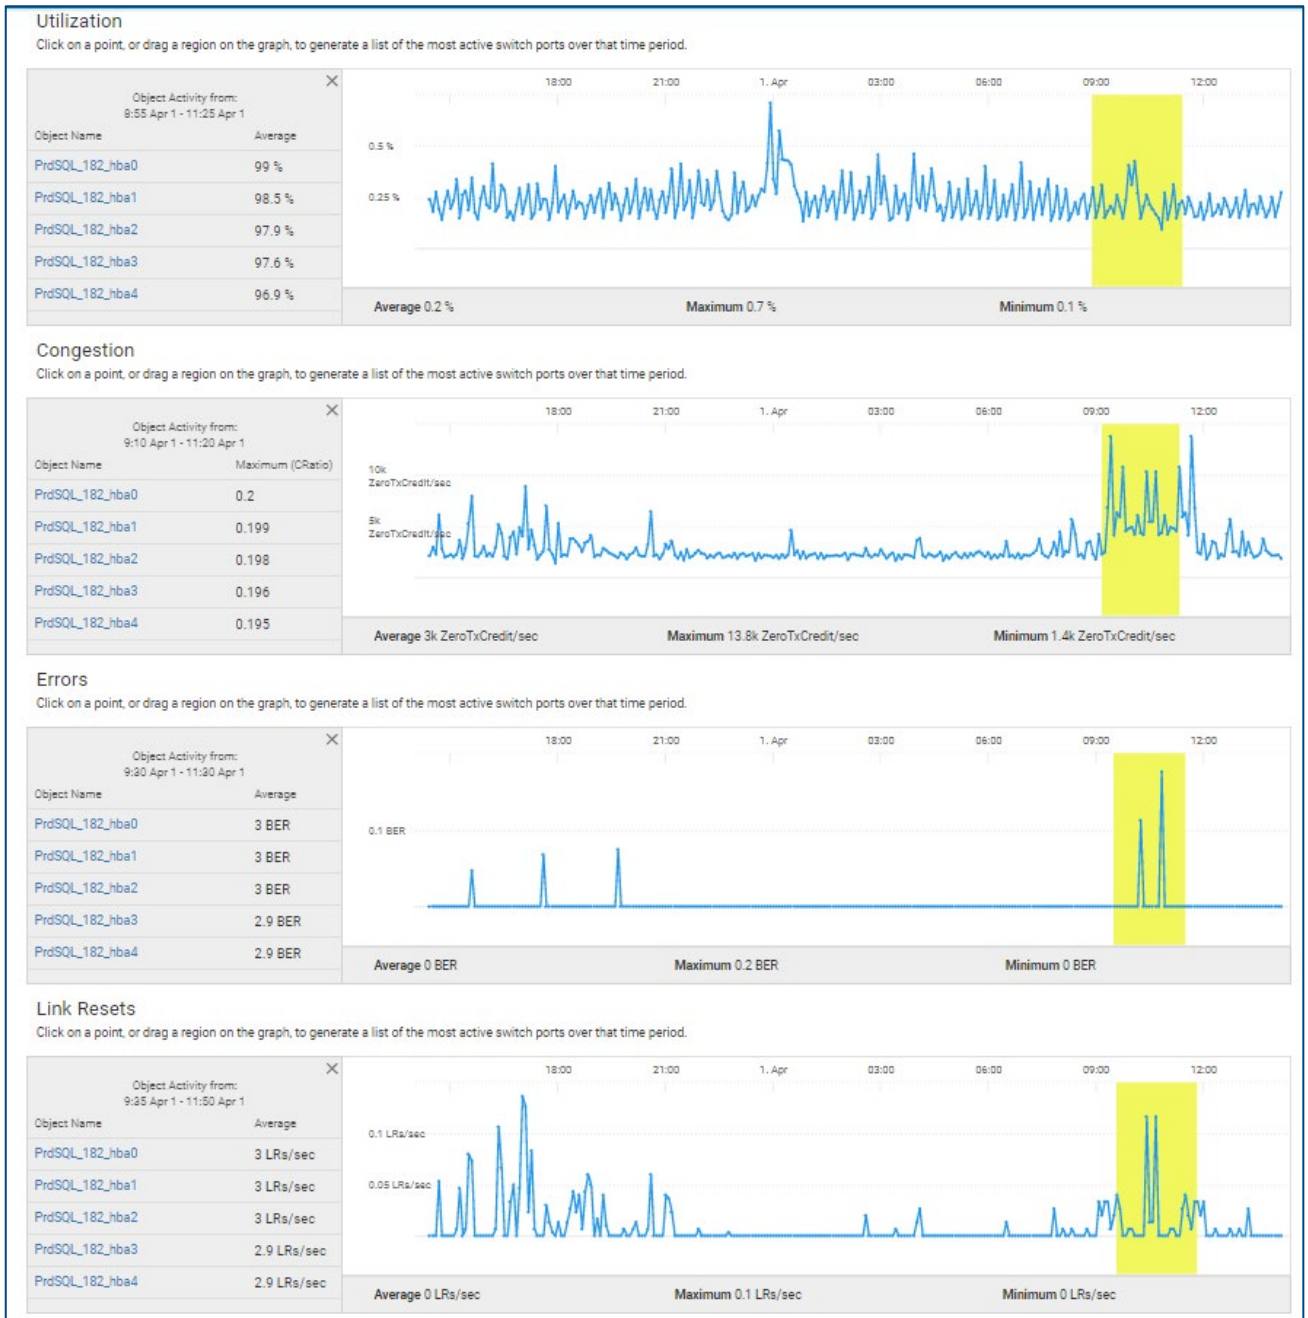 Utilization
Click on a point, or drag a region on the graph, to generate a list of the most active switch ports over that time period.
Object Activity from:
8:55 Apr 1 - 11:25 Apr 1
Object Name Average
PrdSQL_182_hba0 99 %
PrdSQL_182_hba1 98.5 %
PrdSQL_182_hba2 97.9 %
PrdSQL_182_hba3 97.6 %
PrdSQL_182_hba4 96.9 %
18:00 21:00 1. Apr 03:00 06:00 09:00 12:00
0.5 %
0.25 %
Average 0.2 % Maximum 0.7 % Minimum 0.1 %
Congestion
Click on a point, or drag a region on the graph, to generate a list of the most active switch ports over that time period.
Object Activity from:
9:10 Apr 1 - 11:20 Apr 1
Object Name Maximum (CRatio)
PrdSQL_182_hba0 0.2
PrdSQL_182_hba1 0.199
PrdSQL_182_hba2 0.198
PrdSQL_182_hba3 0.196
PrdSQL_182_hba4 0.195
18:00 21:00 1. Apr 03:00 06:00 09:00 12:00
10k
ZeroTxCredit/sec
5k
ZeroTxCredit/sec
Average 3k ZeroTxCredit/sec Maximum 13.8k ZeroTxCredit/sec Minimum 1.4k ZeroTxCredit/sec
Errors
Click on a point, or drag a region on the graph, to generate a list of the most active switch ports over that time period.
Object Activity from:
9:30 Apr 1 - 11:30 Apr 1
Object Name Average
PrdSQL_182_hba0 3 BER
PrdSQL_182_hba1 3 BER
PrdSQL_182_hba2 3 BER
PrdSQL_182_hba3 2.9 BER
PrdSQL_182_hba4 2.9 BER
18:00 21:00 1. Apr 03:00 06:00 09:00 12:00
0.1 BER
Average 0 BER Maximum 0.2 BER Minimum 0 BER
Link Resets
Click on a point, or drag a region on the graph, to generate a list of the most active switch ports over that time period.
Object Activity from:
9:35 Apr 1 - 11:50 Apr 1
Object Name Average
PrdSQL_182_hba0 3 LRs/sec
PrdSQL_182_hba1 3 LRs/sec
PrdSQL_182_hba2 3 LRs/sec
PrdSQL_182_hba3 2.9 LRs/sec
PrdSQL_182_hba4 2.9 LRs/sec
18:00 21:00 1. Apr 03:00 06:00 09:00 12:00
0.1 LRs/sec
0.05 LRs/sec
Average 0 LRs/sec Maximum 0.1 LRs/sec Minimum 0 LRs/sec